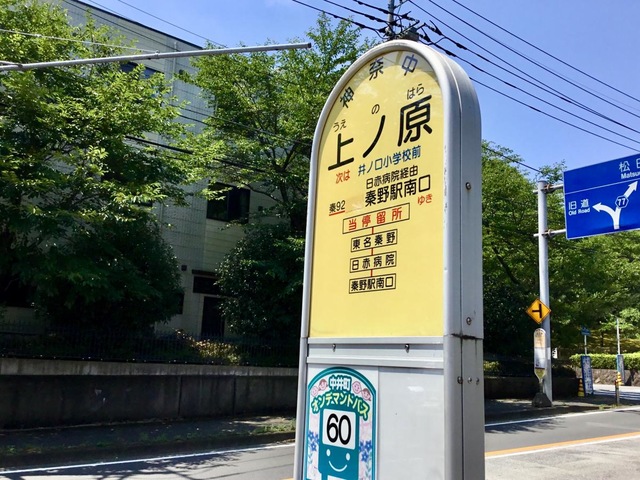 神奈中
うえ の はら
上ノ原
次は 井ノ口小学校前
日赤病院経由
秦92 秦野駅南口 ゆき
当停留所
東名秦野
日赤病院
秦野駅南口
中井町
オンデマンドバス
60
旧道
Old Road
77
松田